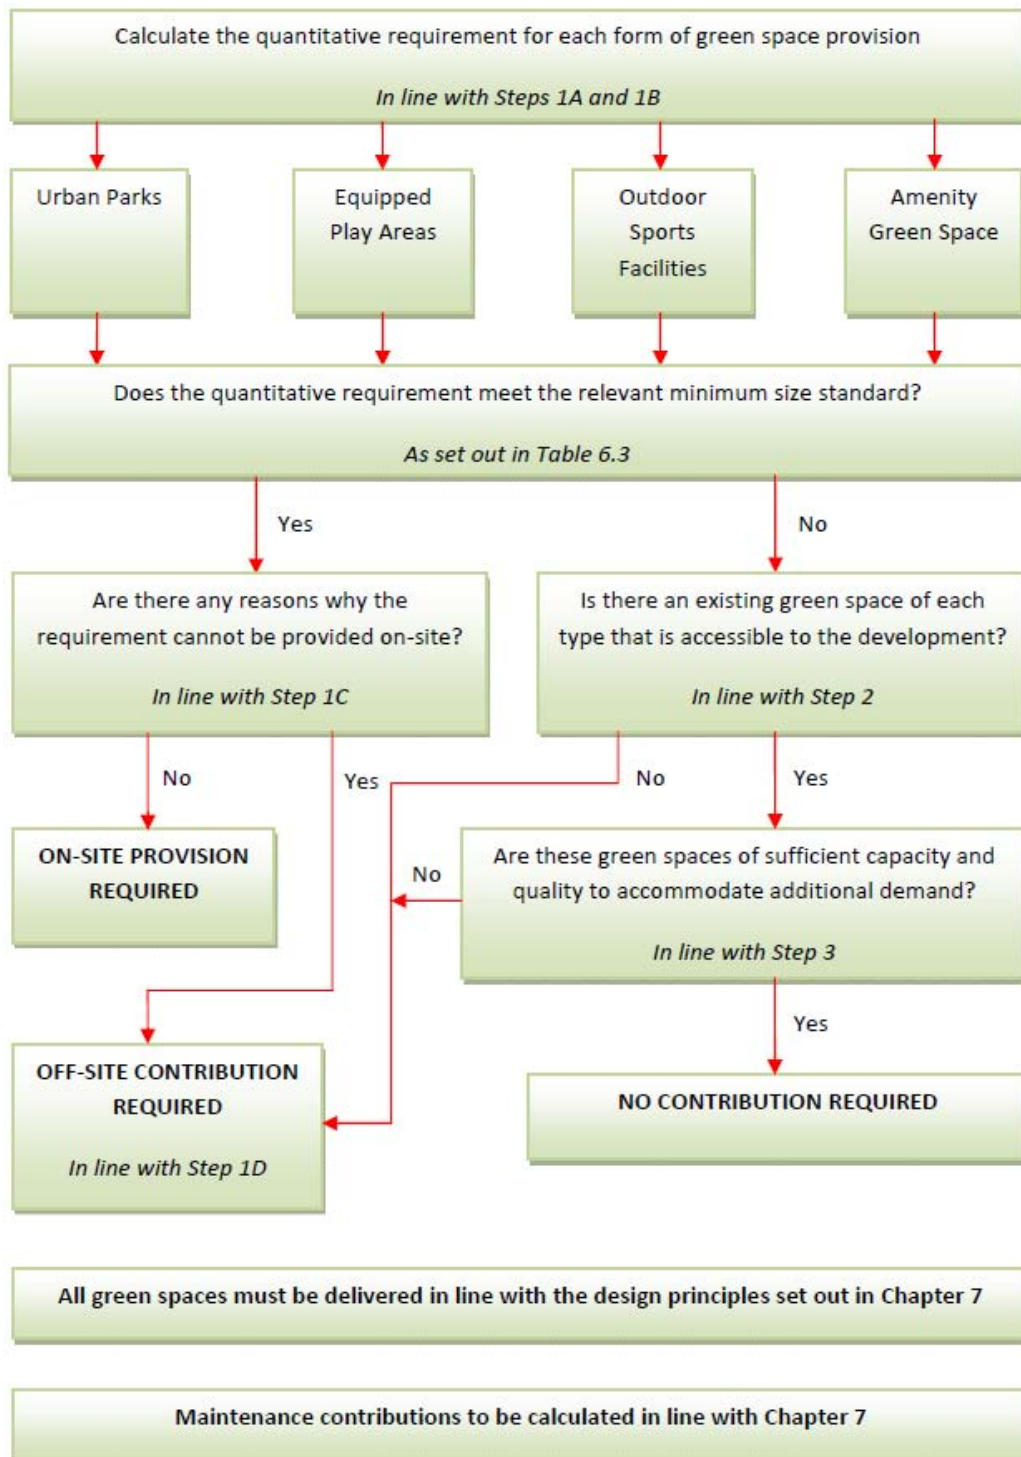 Calculate the quantitative requirement for each form of green space provision
In line with Steps 1A and 1B
Urban Parks
Equipped
Play Areas
Outdoor
Sports
Facilities
Amenity
Green Space
Does the quantitative requirement meet the relevant minimum size standard?
As set out in Table 6.3
Yes
No
Are there any reasons why the
requirement cannot be provided on-site?
In line with Step 1C
Is there an existing green space of each
type that is accessible to the development?
In line with Step 2
No
Yes
No
Yes
ON-SITE PROVISION
REQUIRED
No
Are these green spaces of sufficient capacity and
quality to accommodate additional demand?
In line with Step 3
Yes
OFF-SITE CONTRIBUTION
REQUIRED
In line with Step 1D
NO CONTRIBUTION REQUIRED
All green spaces must be delivered in line with the design principles set out in Chapter 7
Maintenance contributions to be calculated in line with Chapter 7